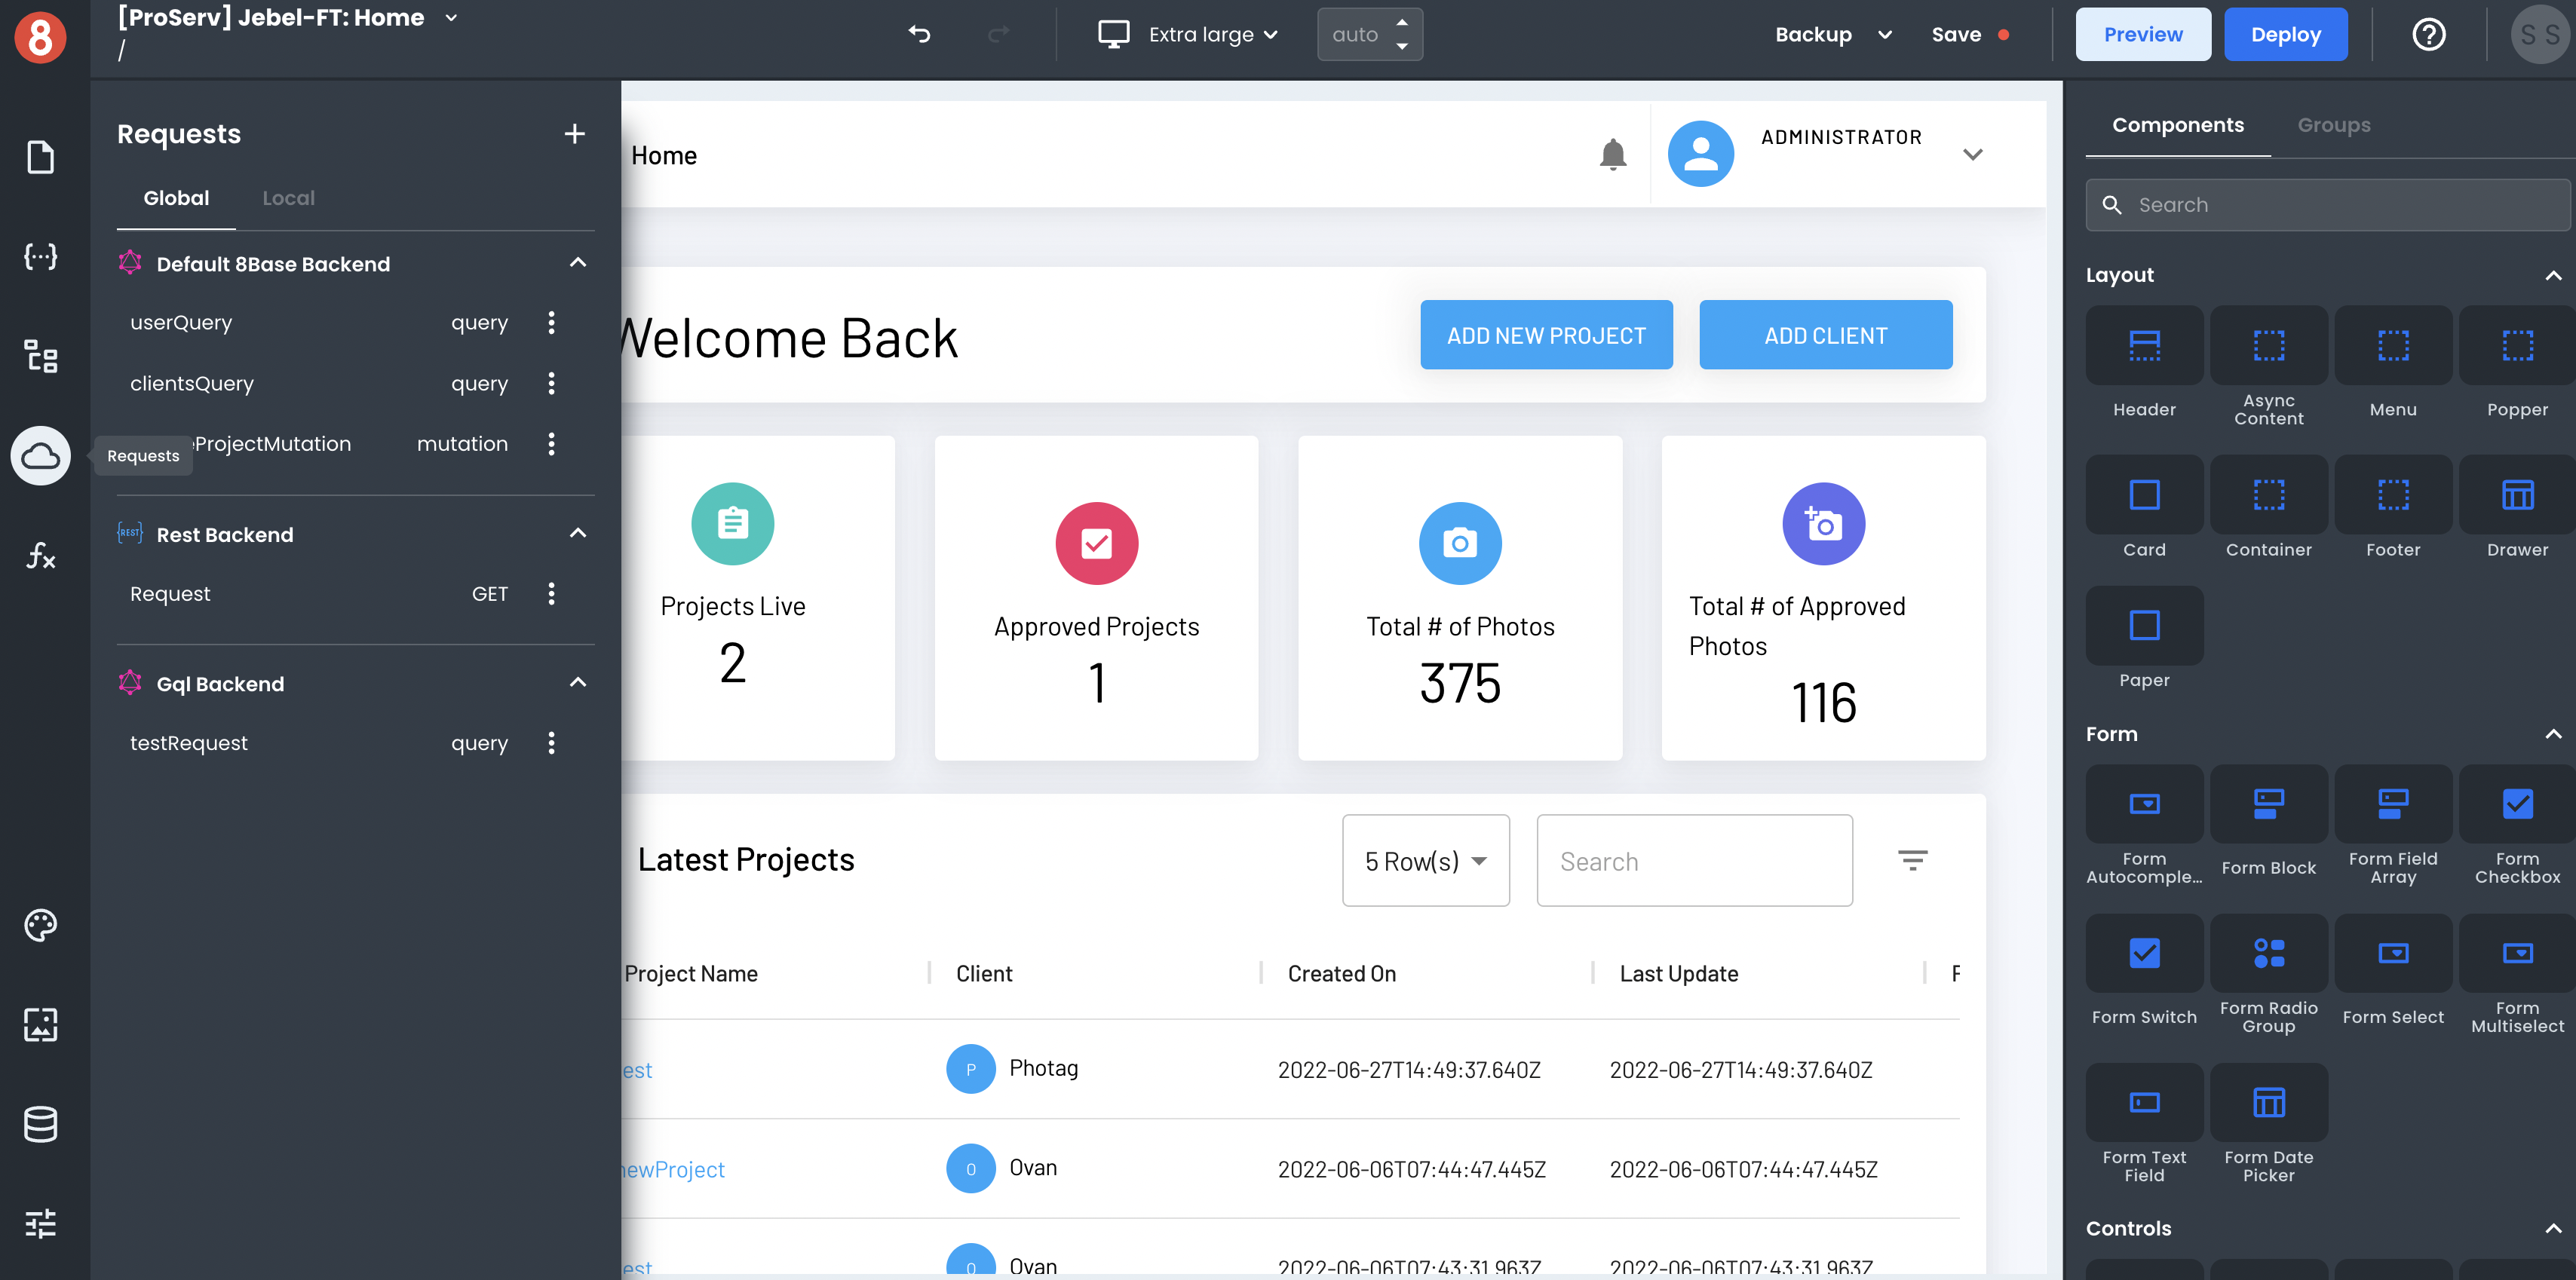 8
[ProServ] Jebel-FT: Home
/
Extra large
auto
Backup
Save
Preview
Deploy
?
S S
Requests
Global
Local
Default 8Base Backend
userQuery
query
clientsQuery
query
eProjectMutation
mutation
Requests
{REST}
Rest Backend
Request
GET
Gql Backend
testRequest
query
fx
Home
ADMINISTRATOR
Welcome Back
ADD NEW PROJECT
ADD CLIENT
Projects Live
2
Approved Projects
1
Total # of Photos
375
Total # of Approved
Photos
116
Latest Projects
5 Row(s)
Search
Project Name
Client
Created On
Last Update
est
P
Photag
2022-06-27T14:49:37.640Z
2022-06-27T14:49:37.640Z
newProject
O
Ovan
2022-06-06T07:44:47.445Z
2022-06-06T07:44:47.445Z
est
O
Ovan
2022-06-06T07:43:31.963Z
2022-06-06T07:43:31.963Z
Components
Groups
Search
Layout
Header
Async
Content
Menu
Popper
Card
Container
Footer
Drawer
Paper
Form
Form
Autocomple...
Form Block
Form Field
Array
Form
Checkbox
Form Switch
Form Radio
Group
Form Select
Form
Multiselect
Form Text
Field
Form Date
Picker
Controls